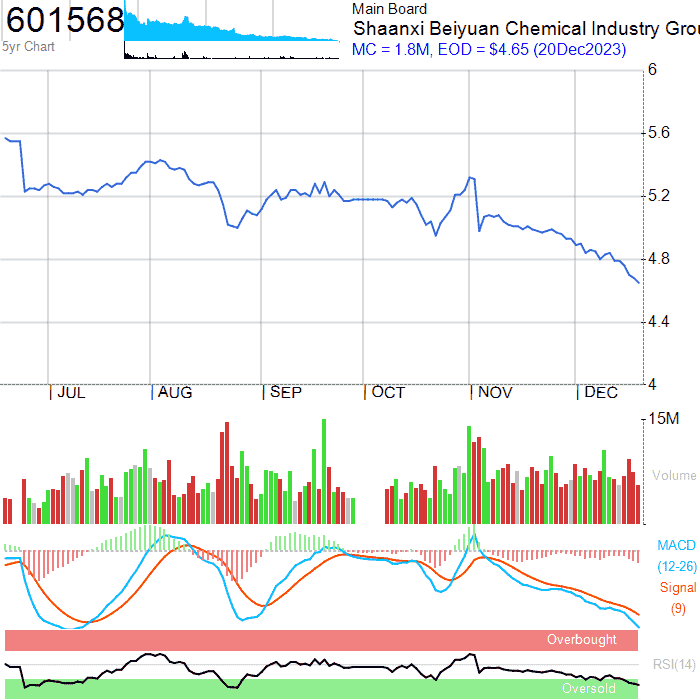 601568
5yr Chart
Main Board
Shaanxi Beiyuan Chemical Industry Grou
MC = 1.8M, EOD = $4.65 (20Dec2023)
6
5.6
5.2
4.8
4.4
4
JUL AUG SEP OCT NOV DEC
15M
Volume
MACD
(12-26)
Signal
(9)
Overbought
RSI(14)
Oversold